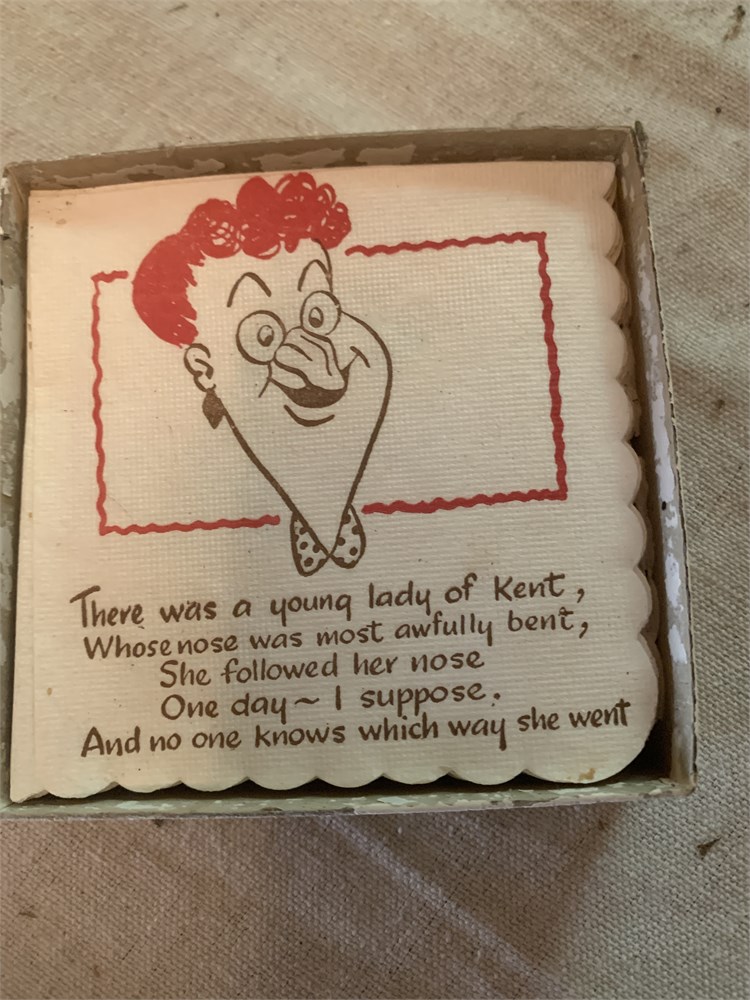 There was a young lady of Kent,
Whose nose was most awfully bent,
She followed her nose
One day~I suppose.
And no one knows which way she went